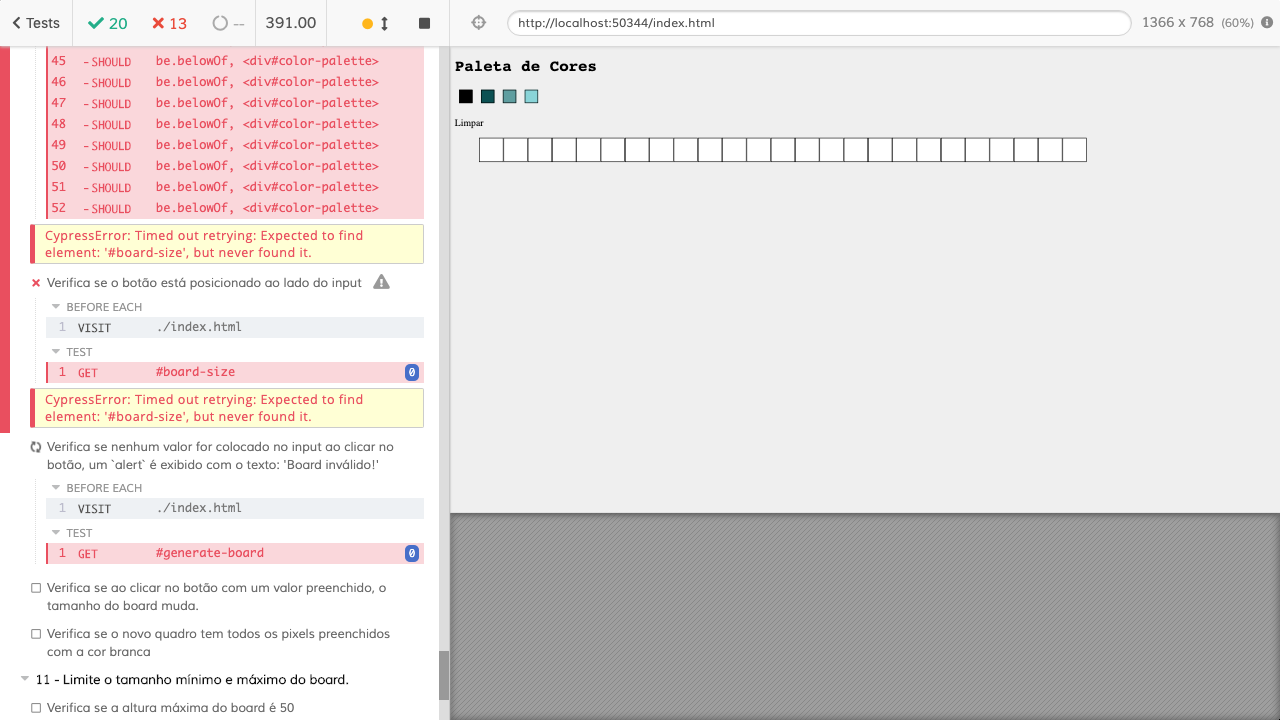 Tests 20 13 -- 391.00 http://localhost:50344/index.html 1366 x 768 (60%)
45 -SHOULD be.belowOf, <div#color-palette>
46 -SHOULD be.belowOf, <div#color-palette>
47 -SHOULD be.belowOf, <div#color-palette>
48 -SHOULD be.belowOf, <div#color-palette>
49 -SHOULD be.belowOf, <div#color-palette>
50 -SHOULD be.belowOf, <div#color-palette>
51 -SHOULD be.belowOf, <div#color-palette>
52 -SHOULD be.belowOf, <div#color-palette>
CypressError: Timed out retrying: Expected to find
element: '#board-size', but never found it.
Verifica se o botão está posicionado ao lado do input
BEFORE EACH
1 VISIT ./index.html
TEST
1 GET #board-size 0
CypressError: Timed out retrying: Expected to find
element: '#board-size', but never found it.
Verifica se nenhum valor for colocado no input ao clicar no
botão, um `alert` é exibido com o texto: 'Board inválido!'
BEFORE EACH
1 VISIT ./index.html
TEST
1 GET #generate-board 0
Verifica se ao clicar no botão com um valor preenchido, o
tamanho do board muda.
Verifica se o novo quadro tem todos os pixels preenchidos
com a cor branca
11 - Limite o tamanho mínimo e máximo do board.
Verifica se a altura máxima do board é 50
Paleta de Cores
Limpar